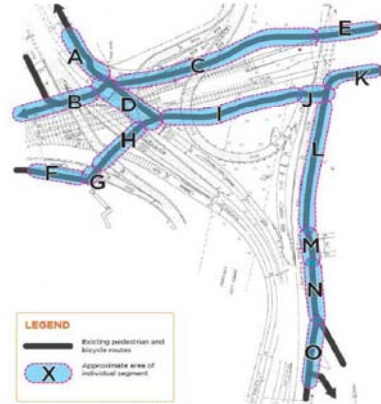 E
A
C
K
B
D
J
I
H
L
F
G
M
N
O
LEGEND
Existing pedestrian and
bicycle routes
X
Approximate area of
individual segment